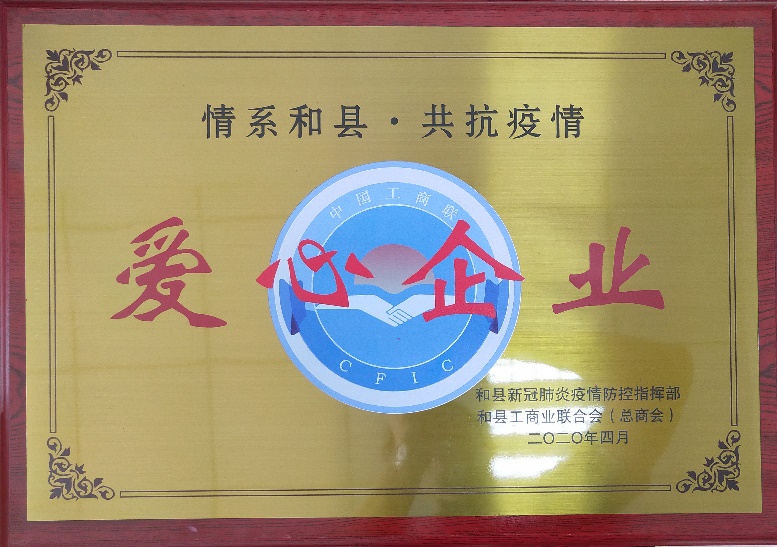 情系和县·共抗疫情
中国工商联
爱心企业
CFIC
和县新冠肺炎疫情防控指挥部
和县工商业联合会（总商会）
二〇二〇年四月